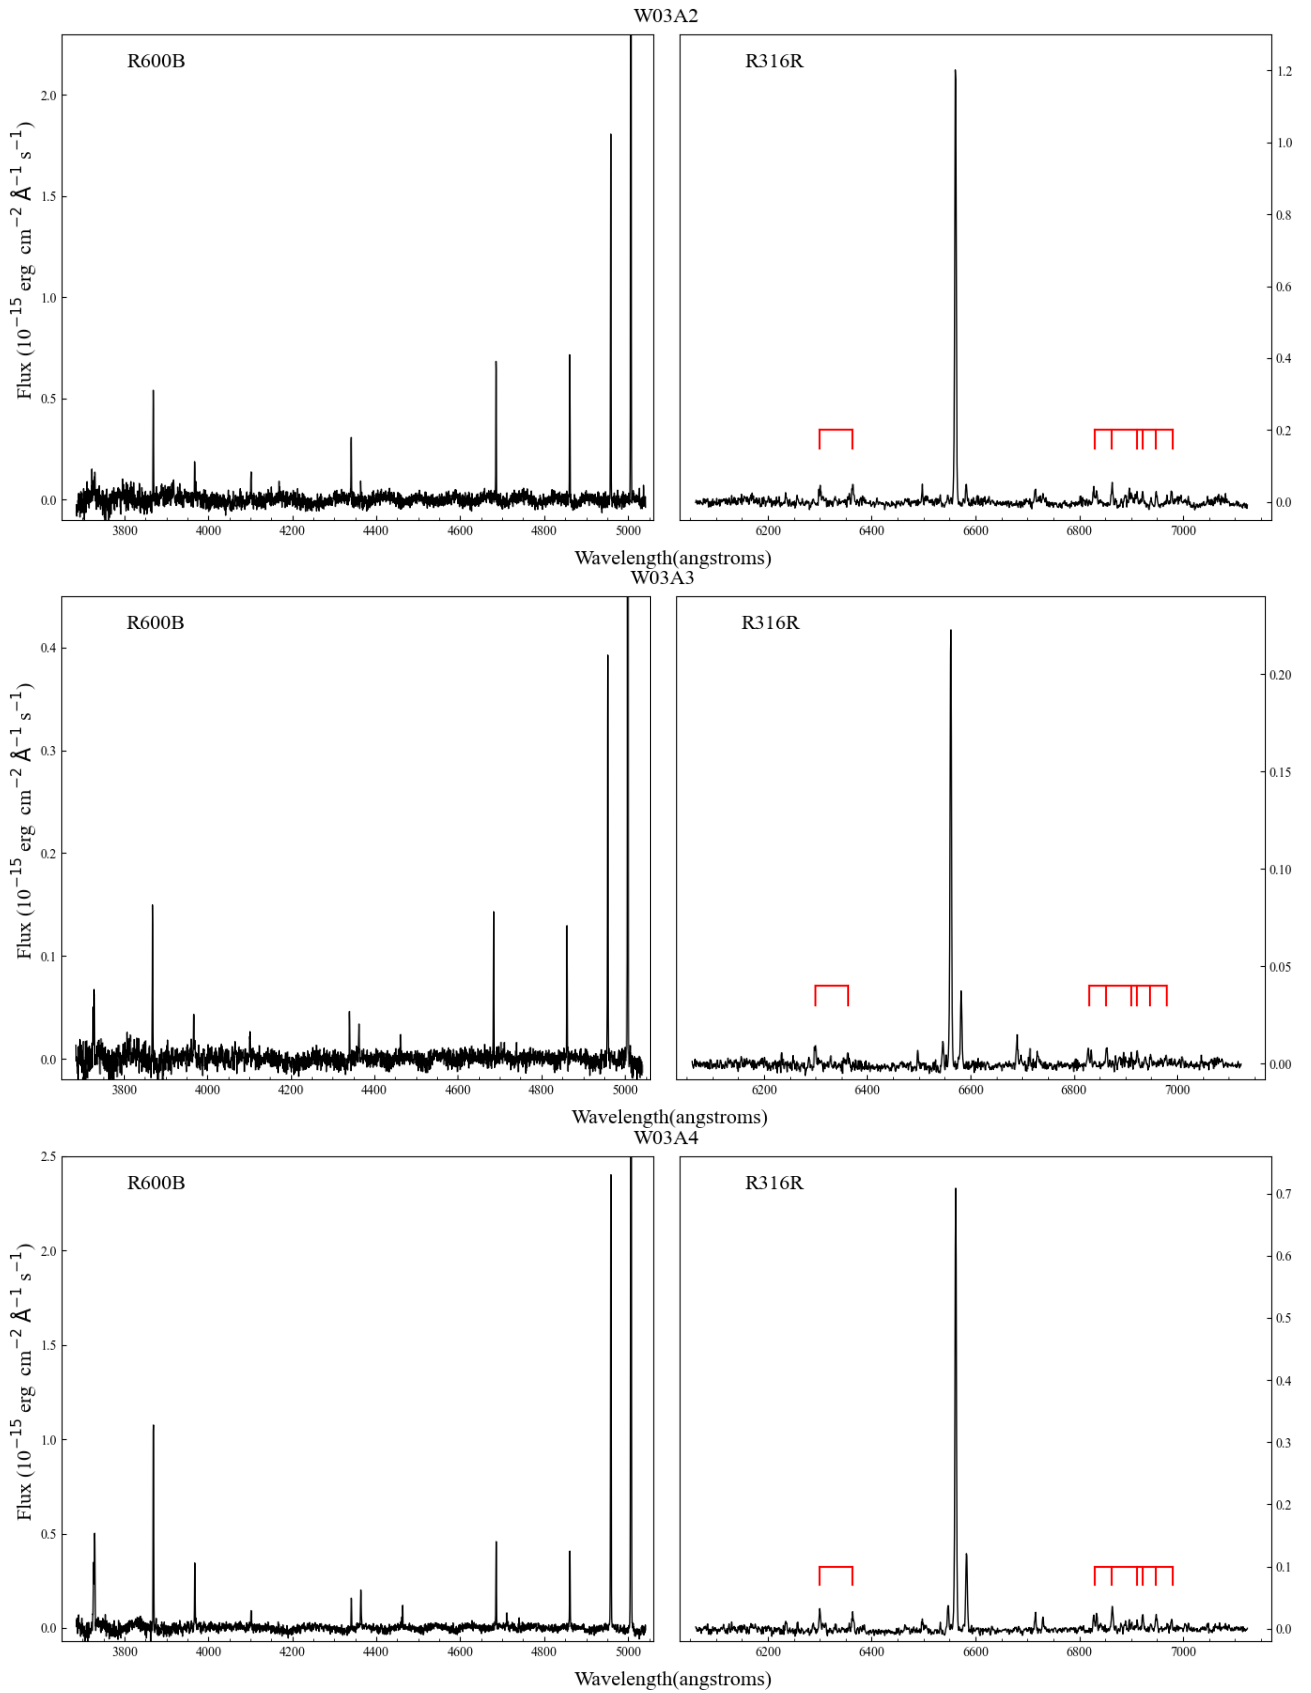 W03A2
R600B
R316R
2.0
1.5
1.0
0.5
0.0
Flux (10⁻¹⁵ erg cm⁻² Å⁻¹ s⁻¹)
1.2
1.0
0.8
0.6
0.4
0.2
0.0
3800 4000 4200 4400 4600 4800 5000
6200 6400 6600 6800 7000
Wavelength(angstroms)
W03A3
R600B
R316R
0.4
0.3
0.2
0.1
0.0
Flux (10⁻¹⁵ erg cm⁻² Å⁻¹ s⁻¹)
0.20
0.15
0.10
0.05
0.00
3800 4000 4200 4400 4600 4800 5000
6200 6400 6600 6800 7000
Wavelength(angstroms)
W03A4
R600B
R316R
2.5
2.0
1.5
1.0
0.5
0.0
Flux (10⁻¹⁵ erg cm⁻² Å⁻¹ s⁻¹)
0.7
0.6
0.5
0.4
0.3
0.2
0.1
0.0
3800 4000 4200 4400 4600 4800 5000
6200 6400 6600 6800 7000
Wavelength(angstroms)